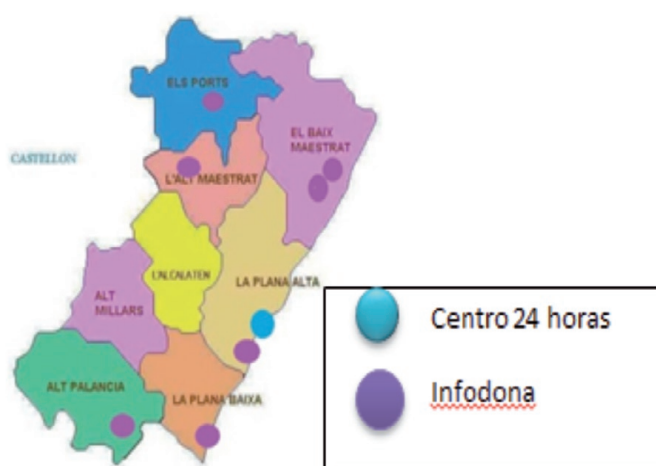 ELS PORTS
EL BAIX
MAESTRAT
CASTELLON
L'ALT MAESTRAT
L'ALCALATEN
LA PLANA ALTA
ALT
MILLARS
Centro 24 horas
ALT PALANCIA
LA PLANA BAIXA
Infodona